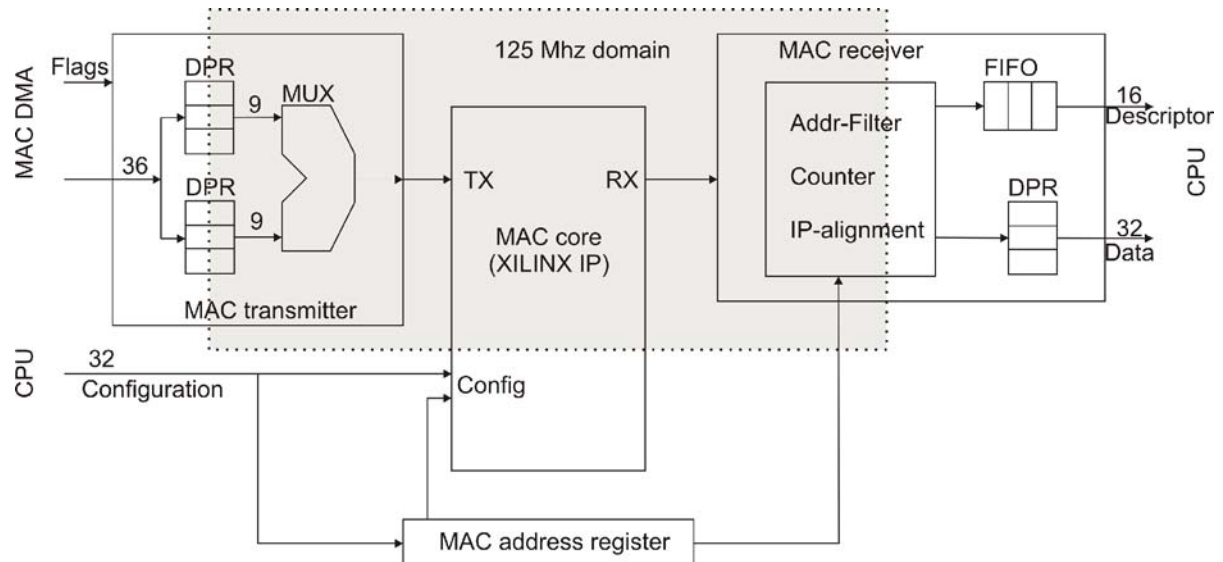 125 Mhz domain
MAC DMA
Flags
36
DPR
9
DPR
9
MUX
MAC transmitter
TX
RX
MAC core
(XILINX IP)
Config
MAC receiver
Addr-Filter
Counter
IP-alignment
FIFO
16
Descriptor
DPR
32
Data
CPU
CPU
32
Configuration
MAC address register